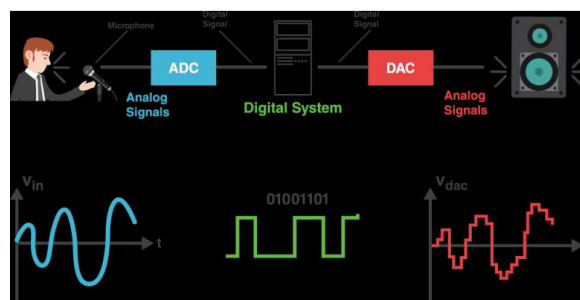 Microphone
Digital
Signal
Digital
Signal
ADC
DAC
Analog
Signals
Digital System
Analog
Signals
Vin
t
01001101
Vdac